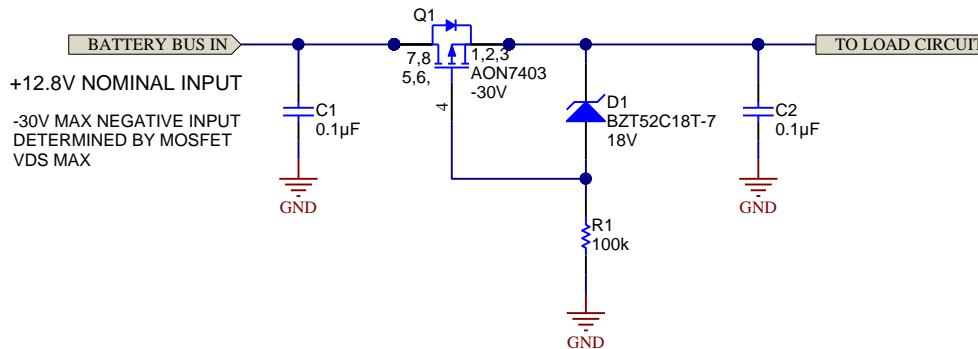 Q1
BATTERY BUS IN
TO LOAD CIRCUIT
7,8
5,6,
1,2,3
AON7403
-30V
4
+12.8V NOMINAL INPUT
-30V MAX NEGATIVE INPUT
DETERMINED BY MOSFET
VDS MAX
C1
0.1µF
D1
BZT52C18T-7
18V
C2
0.1µF
GND
GND
R1
100k
GND